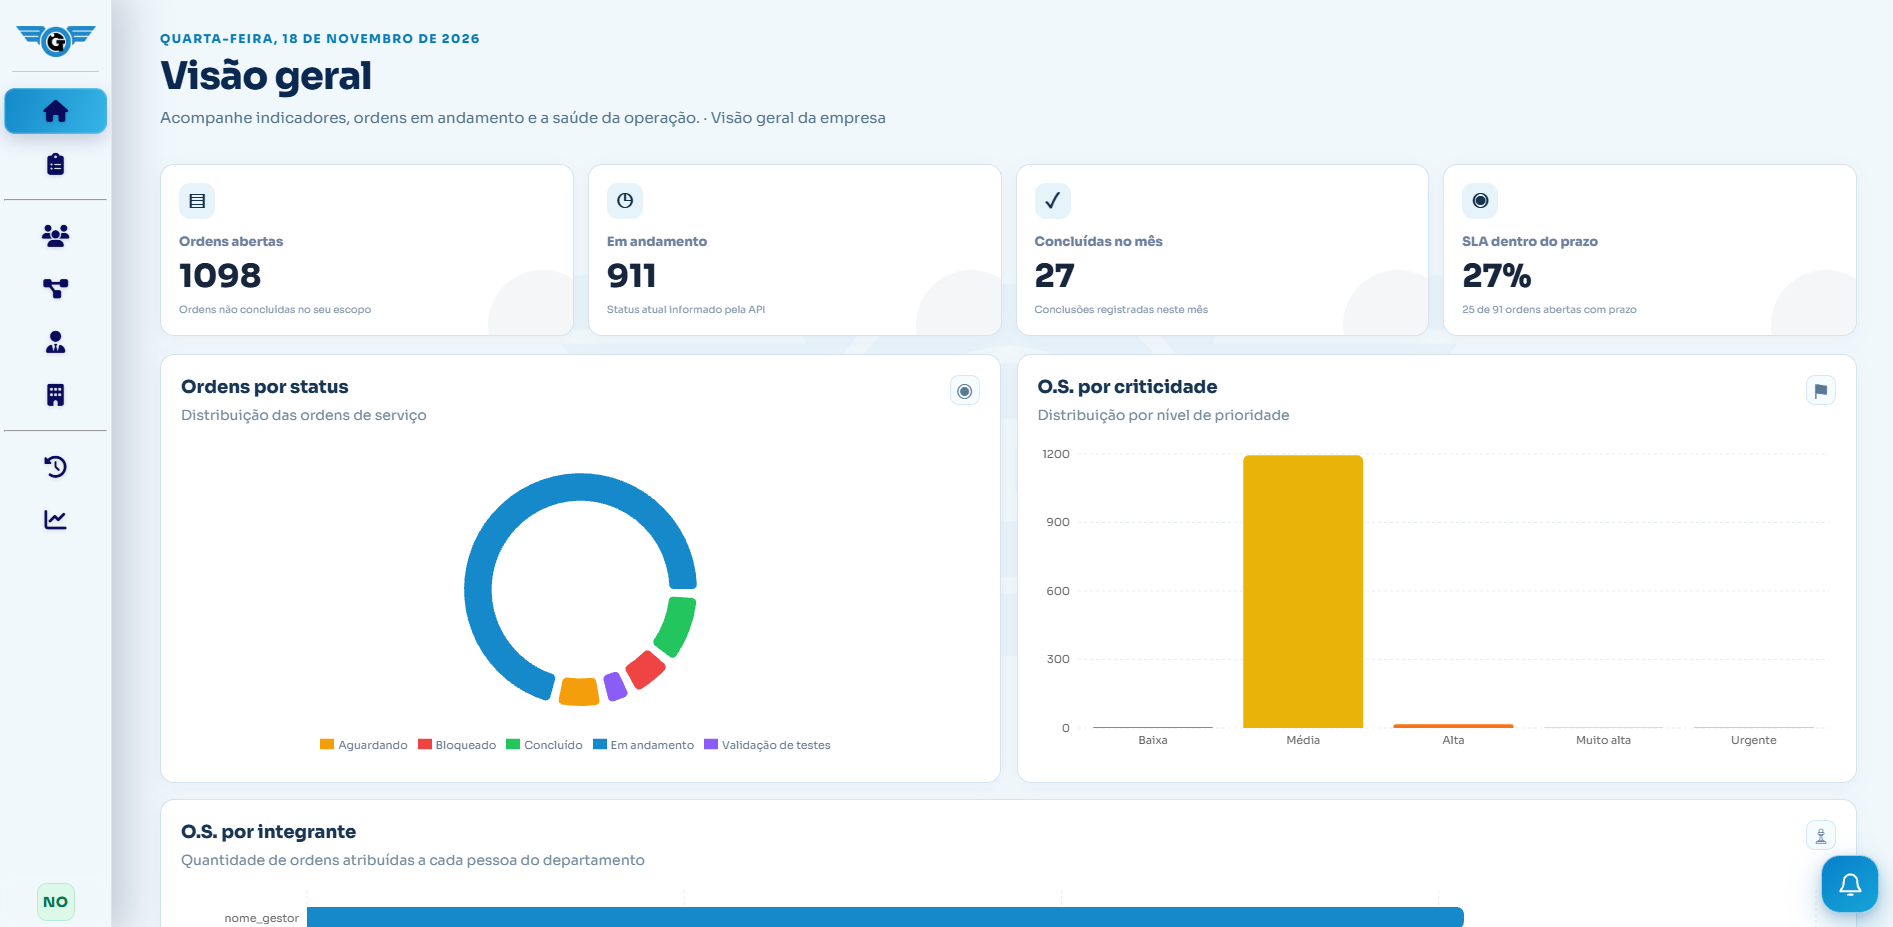 G
QUARTA-FEIRA, 18 DE NOVEMBRO DE 2026
Visão geral
Acompanhe indicadores, ordens em andamento e a saúde da operação. · Visão geral da empresa
Ordens abertas
1098
Ordens não concluídas no seu escopo
Em andamento
911
Status atual informado pela API
Concluídas no mês
27
Conclusões registradas neste mês
SLA dentro do prazo
27%
25 de 91 ordens abertas com prazo
Ordens por status
Distribuição das ordens de serviço
Aguardando Bloqueado Concluído Em andamento Validação de testes
O.S. por criticidade
Distribuição por nível de prioridade
1200
900
600
300
0
Baixa Média Alta Muito alta Urgente
O.S. por integrante
Quantidade de ordens atribuídas a cada pessoa do departamento
nome_gestor
NO